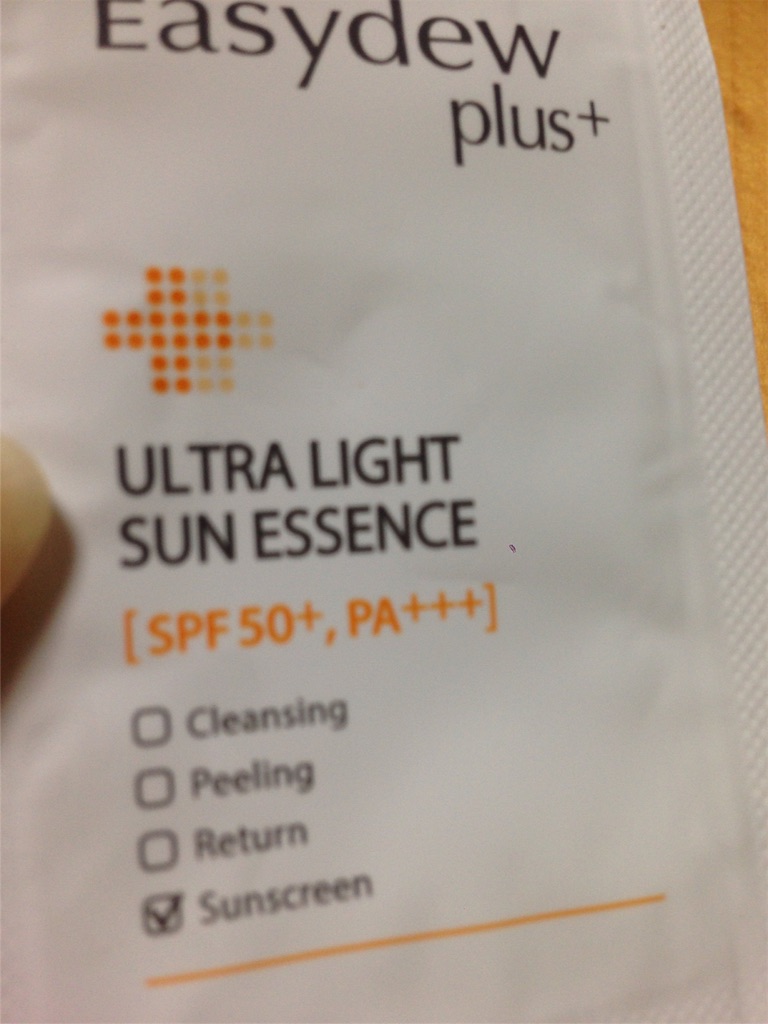 Easydew
plus+
ULTRA LIGHT
SUN ESSENCE
[ SPF 50+, PA+++]
Cleansing
Peeling
Return
Sunscreen